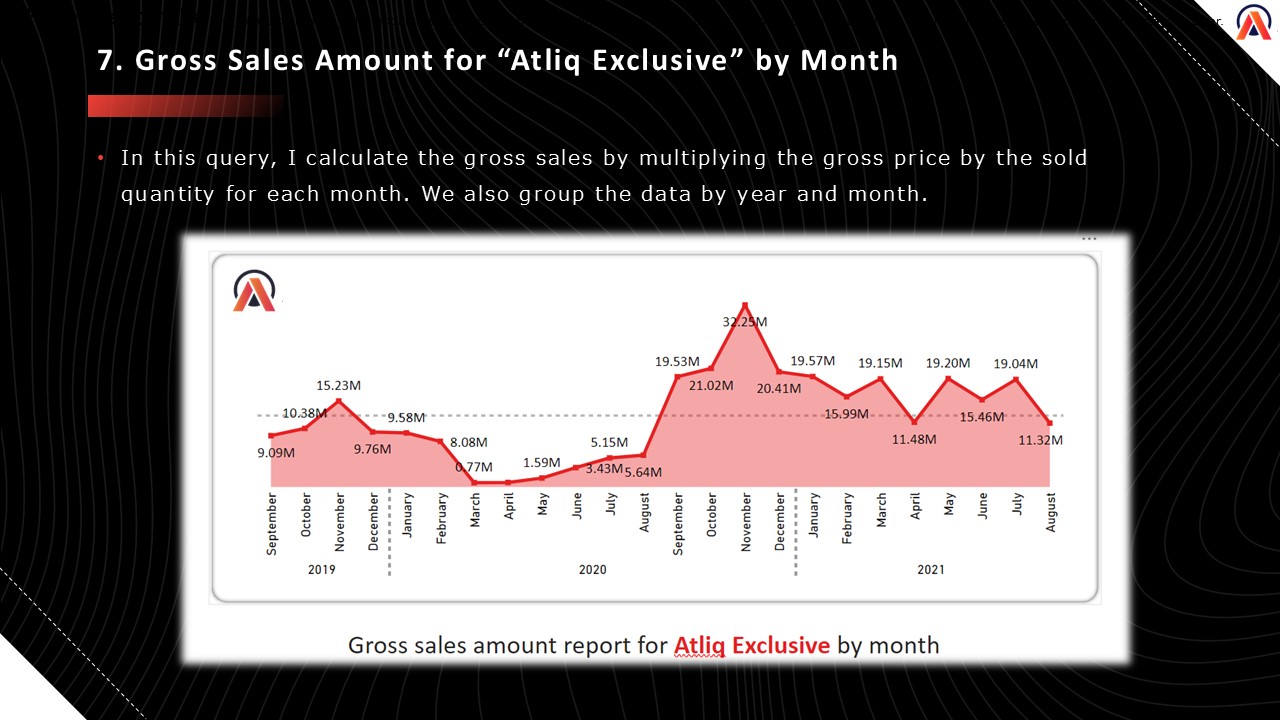 7. Gross Sales Amount for “Atliq Exclusive” by Month
• In this query, I calculate the gross sales by multiplying the gross price by the sold
quantity for each month. We also group the data by year and month.
32.25M
19.53M 19.57M 19.15M 19.20M 19.04M
15.23M 21.02M 20.41M
10.38M 9.58M 15.99M 15.46M
9.09M 9.76M 8.08M 5.15M 11.48M 11.32M
0.77M 1.59M 3.43M 5.64M
September October November December January February March April May June July August September October November December January February March April May June July August
2019 2020 2021
Gross sales amount report for Atliq Exclusive by month